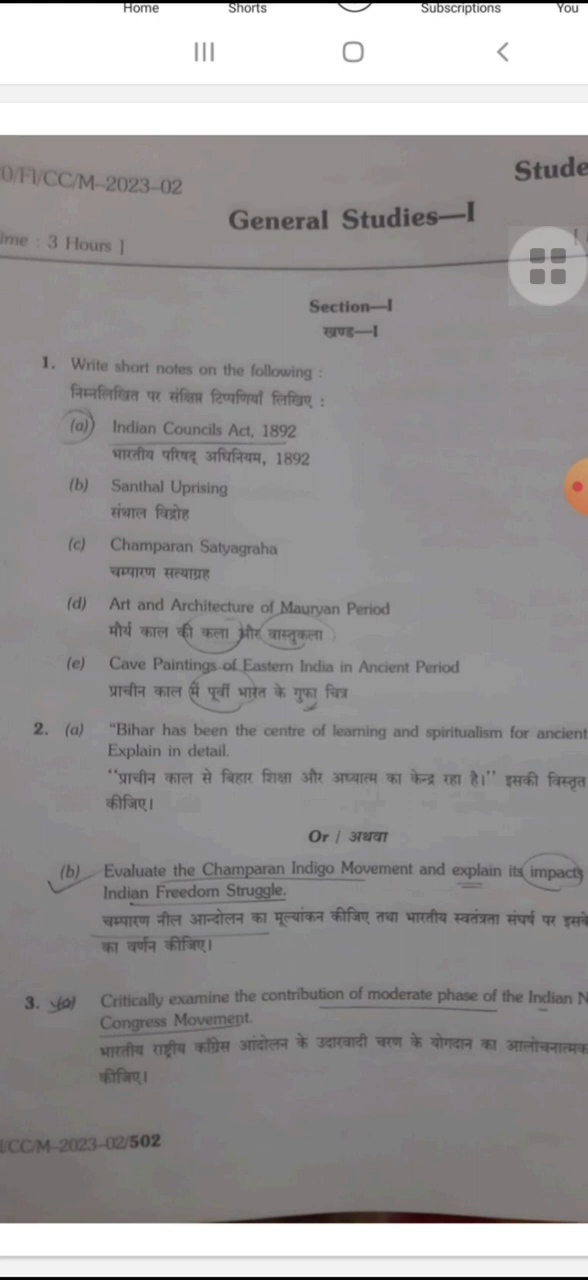 Home Shorts Subscriptions You
0/FI/CC/M-2023-02
Stude
General Studies—I
ime : 3 Hours ]
Section—I
खण्ड—I
1. Write short notes on the following :
निम्नलिखित पर संक्षिप्त टिप्पणियाँ लिखिए :
(a) Indian Councils Act, 1892
भारतीय परिषद् अधिनियम, 1892
(b) Santhal Uprising
संथाल विद्रोह
(c) Champaran Satyagraha
चम्पारण सत्याग्रह
(d) Art and Architecture of Mauryan Period
मौर्य काल की कला और वास्तुकला
(e) Cave Paintings of Eastern India in Ancient Period
प्राचीन काल में पूर्वी भारत के गुफा चित्र
2. (a) "Bihar has been the centre of learning and spiritualism for ancient
Explain in detail.
''प्राचीन काल से बिहार शिक्षा और अध्यात्म का केन्द्र रहा है।'' इसकी विस्तृत
कीजिए।
Or / अथवा
(b) Evaluate the Champaran Indigo Movement and explain its impact
Indian Freedom Struggle.
चम्पारण नील आन्दोलन का मूल्यांकन कीजिए तथा भारतीय स्वतंत्रता संघर्ष पर इसके
का वर्णन कीजिए।
3. (a) Critically examine the contribution of moderate phase of the Indian N
Congress Movement.
भारतीय राष्ट्रीय काँग्रेस आंदोलन के उदारवादी चरण के योगदान का आलोचनात्मक
कीजिए।
I/CC/M-2023-02/502